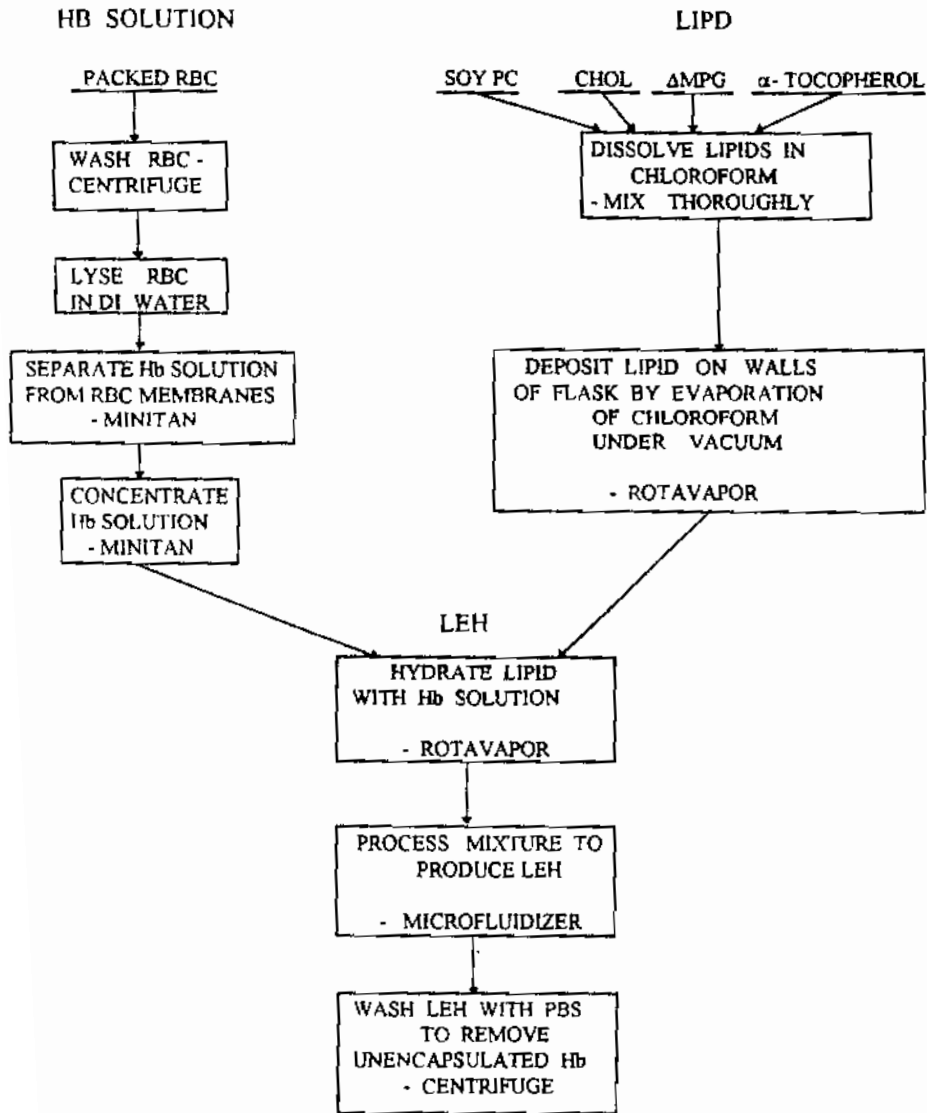 HB SOLUTION
PACKED RBC
WASH RBC -
CENTRIFUGE
LYSE RBC
IN DI WATER
SEPARATE Hb SOLUTION
FROM RBC MEMBRANES
- MINITAN
CONCENTRATE
Hb SOLUTION
- MINITAN
LIPD
SOY PC CHOL ΔMPG α- TOCOPHEROL
DISSOLVE LIPIDS IN
CHLOROFORM
- MIX THOROUGHLY
DEPOSIT LIPID ON WALLS
OF FLASK BY EVAPORATION
OF CHLOROFORM
UNDER VACUUM
- ROTAVAPOR
LEH
HYDRATE LIPID
WITH Hb SOLUTION
- ROTAVAPOR
PROCESS MIXTURE TO
PRODUCE LEH
- MICROFLUIDIZER
WASH LEH WITH PBS
TO REMOVE
UNENCAPSULATED Hb
- CENTRIFUGE